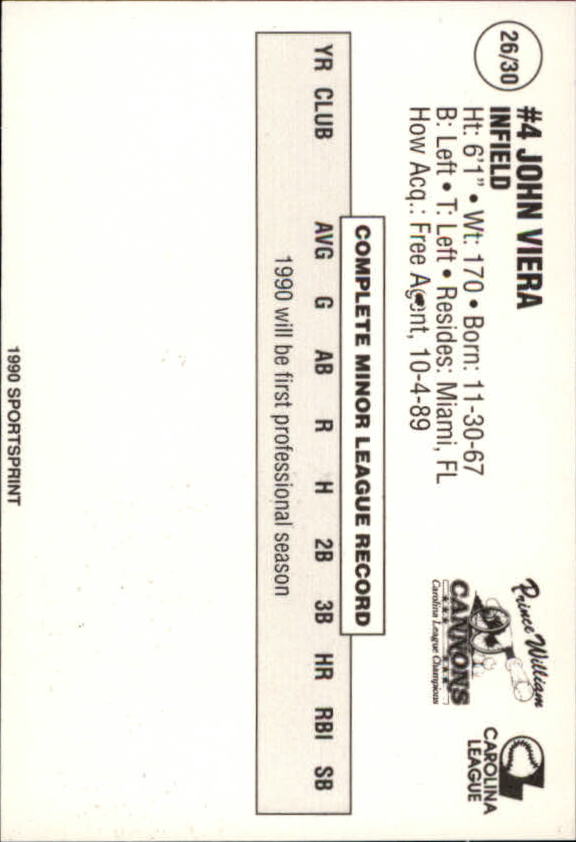 26/30
#4 JOHN VIERA
INFIELD
Ht: 6'1" • Wt: 170 • Born: 11-30-67
B: Left • T: Left • Resides: Miami, FL
How Acq.: Free Agent, 10-4-89
Prince William
CANNONS
Carolina League Champions
CAROLINA
LEAGUE
COMPLETE MINOR LEAGUE RECORD
YR CLUB AVG G AB R H 2B 3B HR RBI SB
1990 will be first professional season
1990 SPORTSPRINT